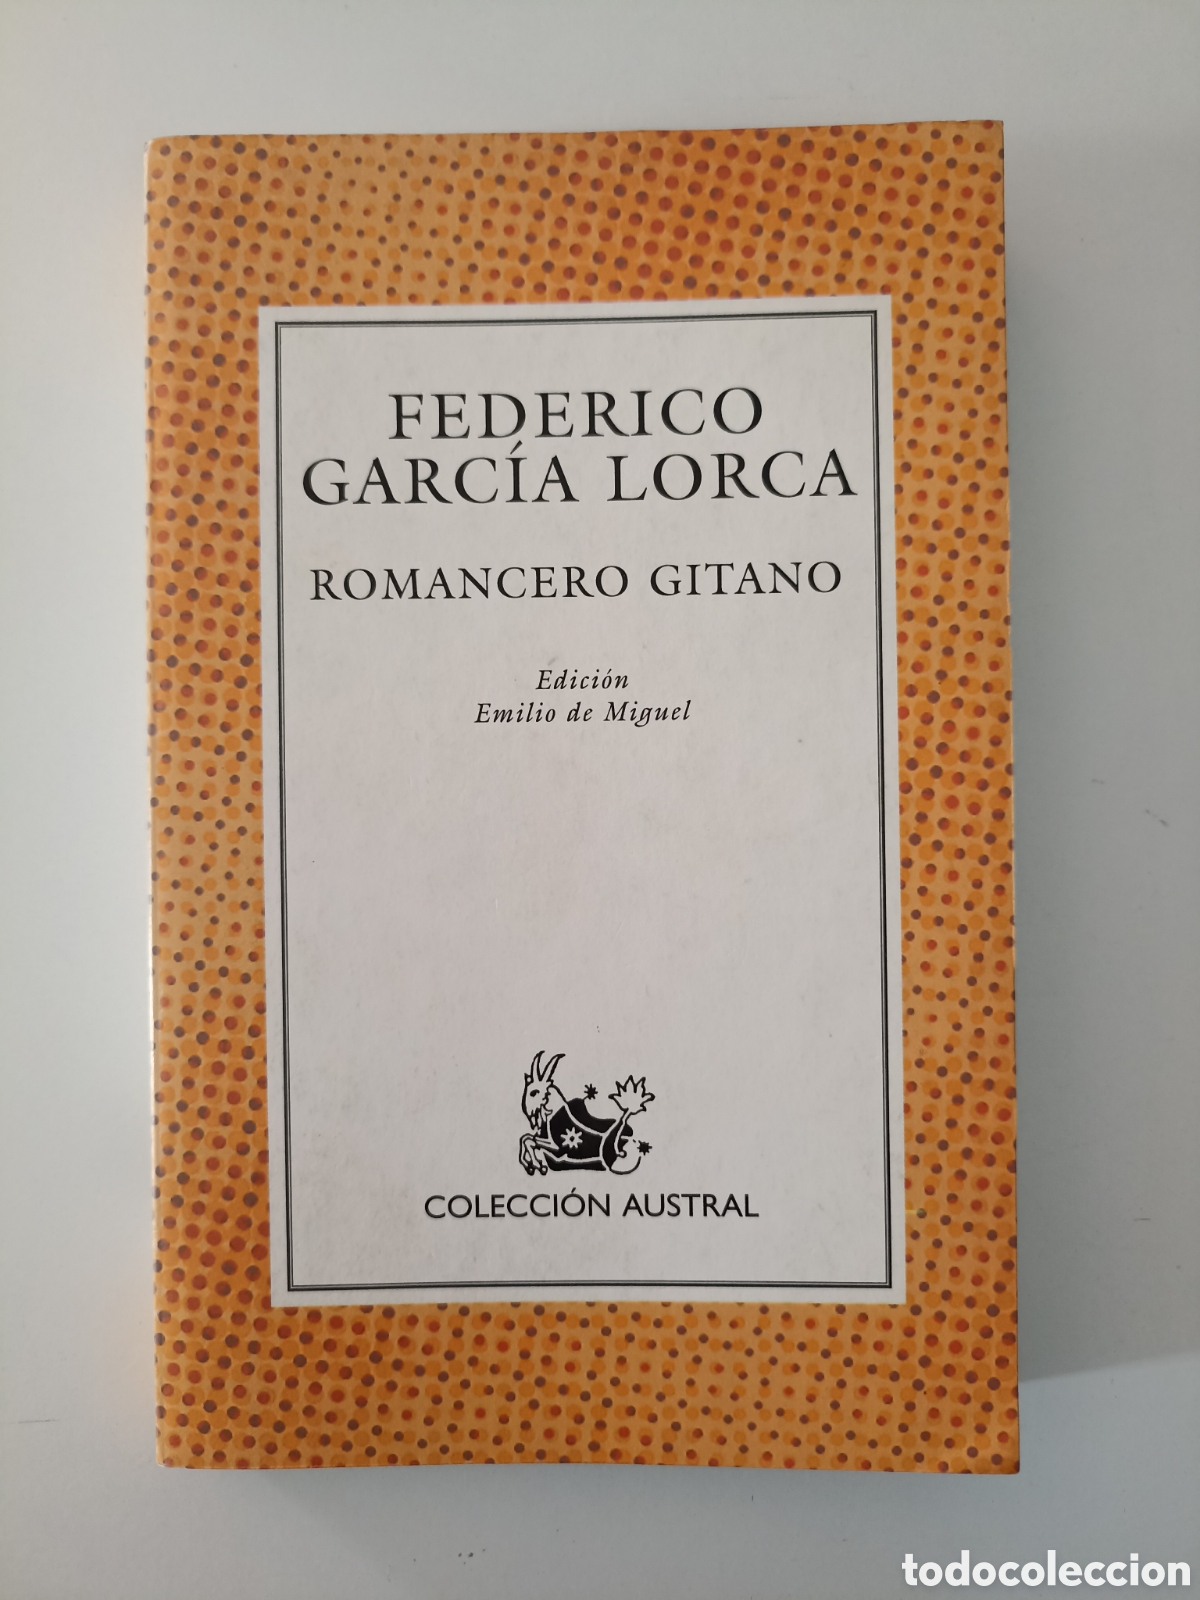 FEDERICO
GARCÍA LORCA
ROMANCERO GITANO
Edición
Emilio de Miguel
COLECCIÓN AUSTRAL
todocoleccion